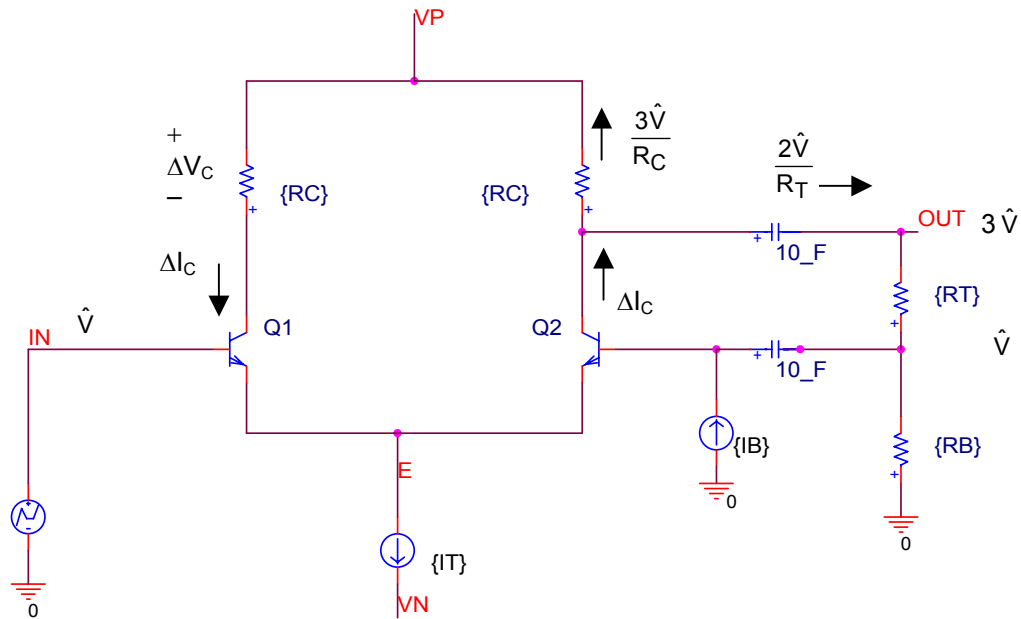 VP
+
ΔV_C
−
{RC}
+
{RC}
+
3V̂
R_C
2V̂
R_T
OUT
3 V̂
+
10_F
ΔI_C
ΔI_C
{RT}
+
IN
V̂
Q1
Q2
V̂
+
10_F
{IB}
{RB}
+
E
0
0
{IT}
VN
+
-
0